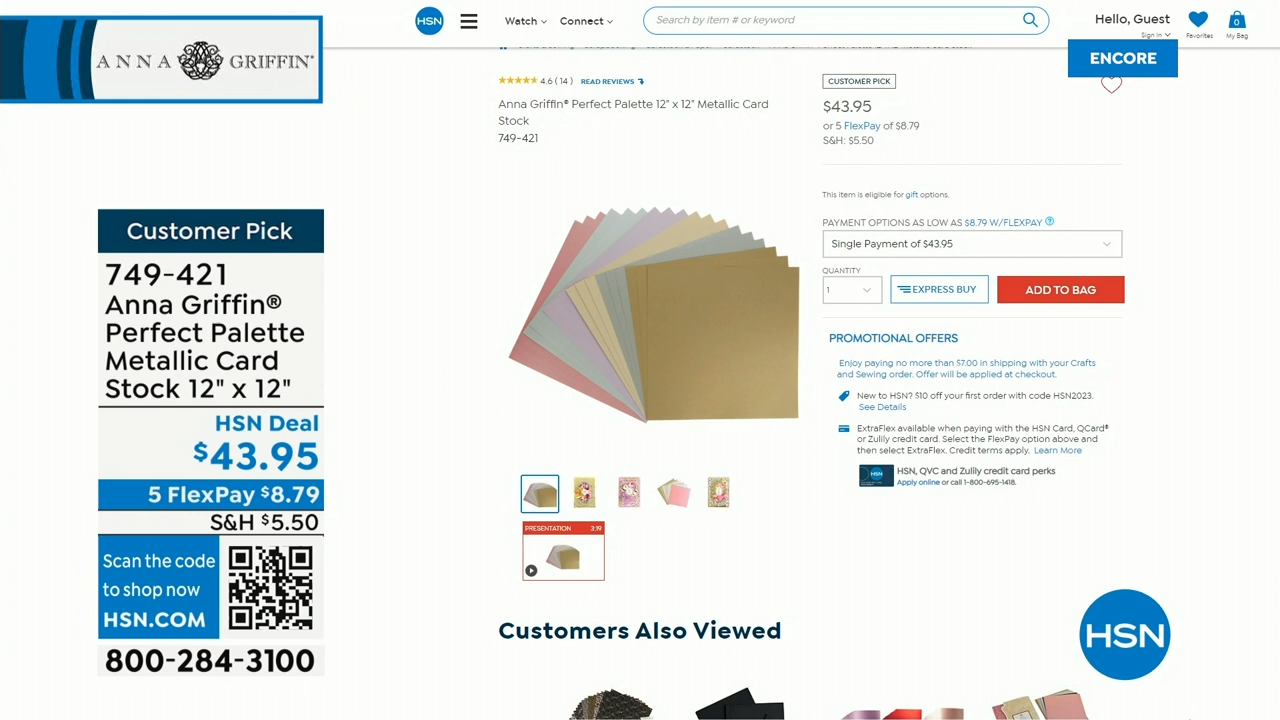 ANNA GRIFFIN®
HSN
Watch
Connect
Search by item # or keyword
Hello, Guest
Sign In
Favorites
0
My Bag
ENCORE
4.6 (14)
READ REVIEWS
Anna Griffin® Perfect Palette 12" x 12" Metallic Card
Stock
749-421
CUSTOMER PICK
$43.95
or 5 FlexPay of $8.79
S&H: $5.50
This item is eligible for gift options.
PAYMENT OPTIONS AS LOW AS $8.79 W/FLEXPAY
Single Payment of $43.95
QUANTITY
1
EXPRESS BUY
ADD TO BAG
PROMOTIONAL OFFERS
Enjoy paying no more than $7.00 in shipping with your Crafts
and Sewing order. Offer will be applied at checkout.
New to HSN? $10 off your first order with code HSN2023.
See Details
ExtraFlex available when paying with the HSN Card, QCard®
or Zulily credit card. Select the FlexPay option above and
then select ExtraFlex. Credit terms apply. Learn More
HSN
HSN, QVC and Zulily credit card perks
Apply online or call 1-800-695-1418.
PRESENTATION 3:19
Customers Also Viewed
Customer Pick
749-421
Anna Griffin®
Perfect Palette
Metallic Card
Stock 12" x 12"
HSN Deal
$43.95
5 FlexPay $8.79
S&H $5.50
Scan the code
to shop now
HSN.COM
800-284-3100
HSN